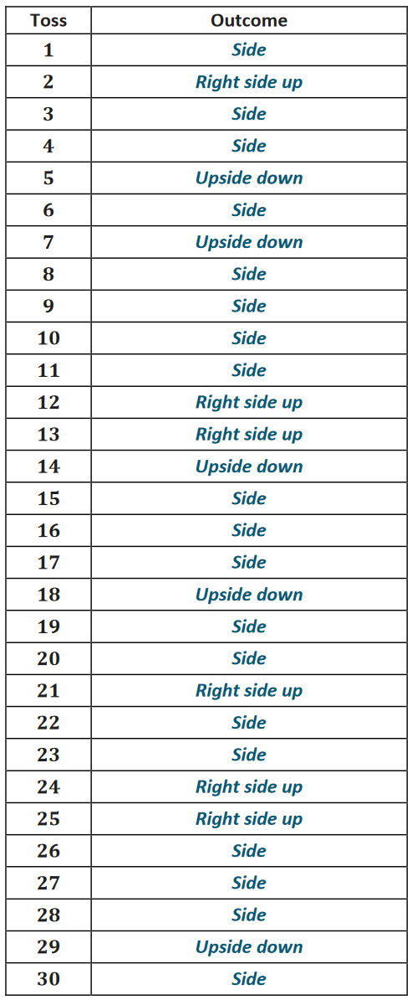 Toss Outcome
1 Side
2 Right side up
3 Side
4 Side
5 Upside down
6 Side
7 Upside down
8 Side
9 Side
10 Side
11 Side
12 Right side up
13 Right side up
14 Upside down
15 Side
16 Side
17 Side
18 Upside down
19 Side
20 Side
21 Right side up
22 Side
23 Side
24 Right side up
25 Right side up
26 Side
27 Side
28 Side
29 Upside down
30 Side